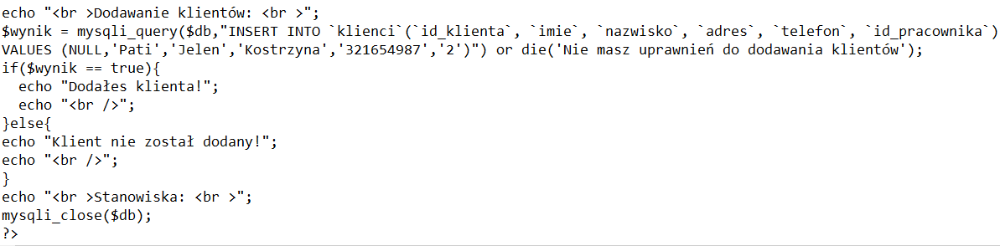 echo "<br >Dodawanie klientów: <br >";
$wynik = mysqli_query($db,"INSERT INTO `klienci`(`id_klienta`, `imie`, `nazwisko`, `adres`, `telefon`, `id_pracownika`)
VALUES (NULL,'Pati','Jelen','Kostrzyna','321654987','2')") or die('Nie masz uprawnień do dodawania klientów');
if($wynik == true){
  echo "Dodałes klienta!";
  echo "<br />";
}else{
echo "Klient nie został dodany!";
echo "<br />";
}
echo "<br >Stanowiska: <br >";
mysqli_close($db);
?>